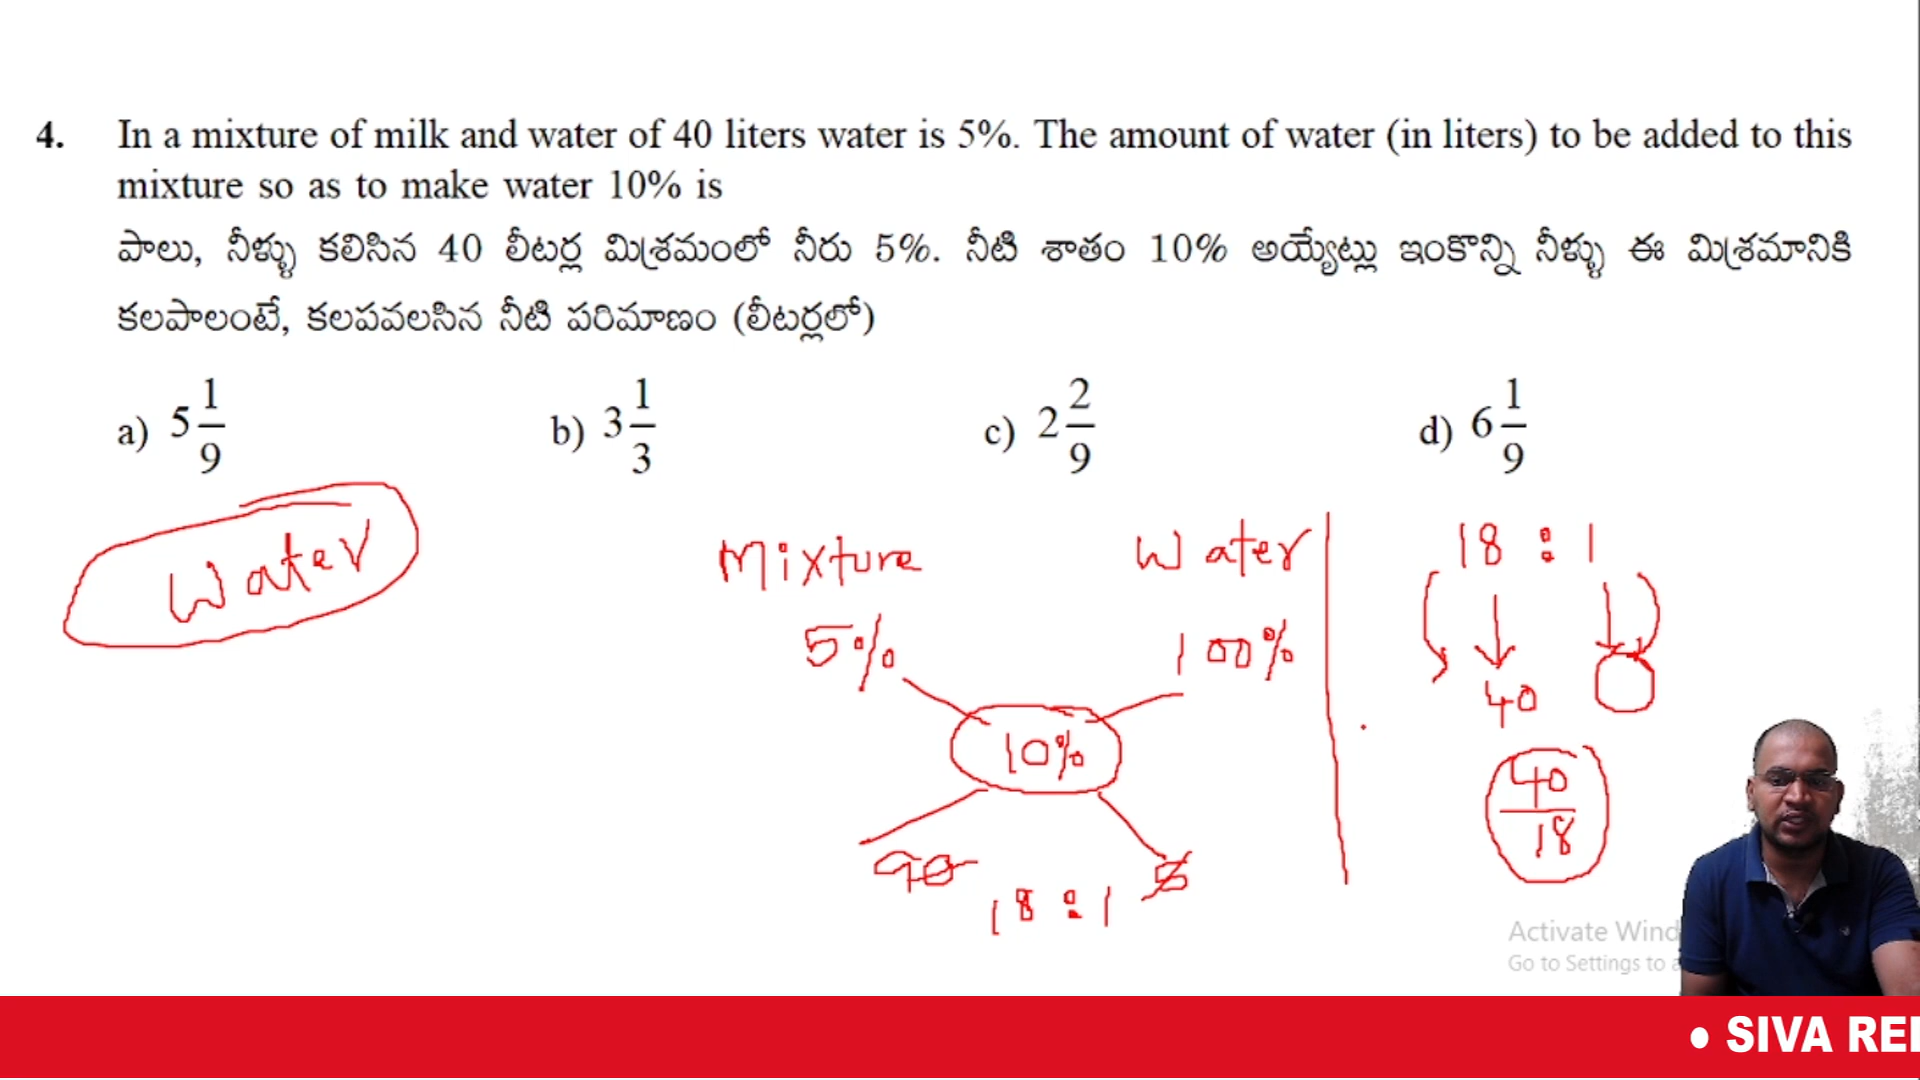 4. In a mixture of milk and water of 40 liters water is 5%. The amount of water (in liters) to be added to this
mixture so as to make water 10% is
పాలు, నీళ్ళు కలిసిన 40 లీటర్ల మిశ్రమంలో నీరు 5%. నీటి శాతం 10% అయ్యేట్లు ఇంకొన్ని నీళ్ళు ఈ మిశ్రమానికి
కలపాలంటే, కలపవలసిన నీటి పరిమాణం (లీటర్లలో)
a) 5 1/9 b) 3 1/3 c) 2 2/9 d) 6 1/9
Water
Mixture Water
5% 100%
10%
90 5
18 : 1
18 : 1
40
40/18
Activate Wind
Go to Settings to a
• SIVA REI